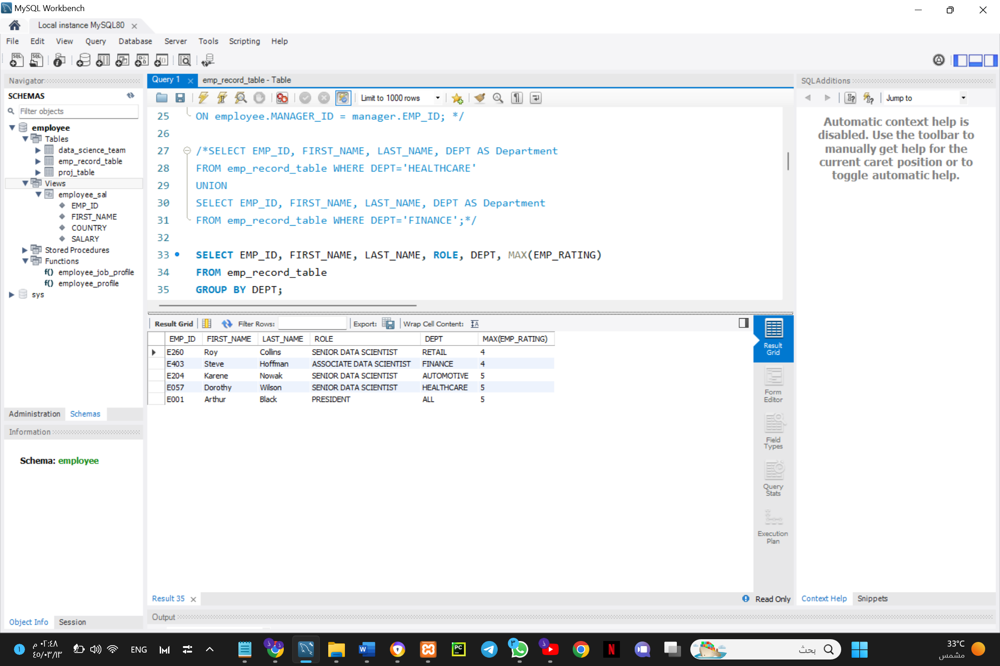 MySQL Workbench
Local instance MySQL80
File Edit View Query Database Server Tools Scripting Help
Navigator
SCHEMAS
Filter objects
employee
Tables
data_science_team
emp_record_table
proj_table
Views
employee_sal
EMP_ID
FIRST_NAME
COUNTRY
SALARY
Stored Procedures
Functions
f() employee_job_profile
f() employee_profile
sys
Administration Schemas
Information
Schema: employee
Object Info Session
Query 1 emp_record_table - Table
Limit to 1000 rows
25 ON employee.MANAGER_ID = manager.EMP_ID; */
26
27 /*SELECT EMP_ID, FIRST_NAME, LAST_NAME, DEPT AS Department
28 FROM emp_record_table WHERE DEPT='HEALTHCARE'
29 UNION
30 SELECT EMP_ID, FIRST_NAME, LAST_NAME, DEPT AS Department
31 FROM emp_record_table WHERE DEPT='FINANCE';*/
32
33 SELECT EMP_ID, FIRST_NAME, LAST_NAME, ROLE, DEPT, MAX(EMP_RATING)
34 FROM emp_record_table
35 GROUP BY DEPT;
Result Grid Filter Rows: Export: Wrap Cell Content:
EMP_ID FIRST_NAME LAST_NAME ROLE DEPT MAX(EMP_RATING)
E260 Roy Collins SENIOR DATA SCIENTIST RETAIL 4
E403 Steve Hoffman ASSOCIATE DATA SCIENTIST FINANCE 4
E204 Karene Nowak SENIOR DATA SCIENTIST AUTOMOTIVE 5
E057 Dorothy Wilson SENIOR DATA SCIENTIST HEALTHCARE 5
E001 Arthur Black PRESIDENT ALL 5
Result Grid
Form Editor
Field Types
Query Stats
Execution Plan
Result 35 Read Only
Output
SQLAdditions
Jump to
Automatic context help is
disabled. Use the toolbar to
manually get help for the
current caret position or to
toggle automatic help.
Context Help Snippets
١
٠٢:٤٨ م
٤٥/٠٣/١٣
ENG
PC
W
N
٣
بحث
33°C
مشمس